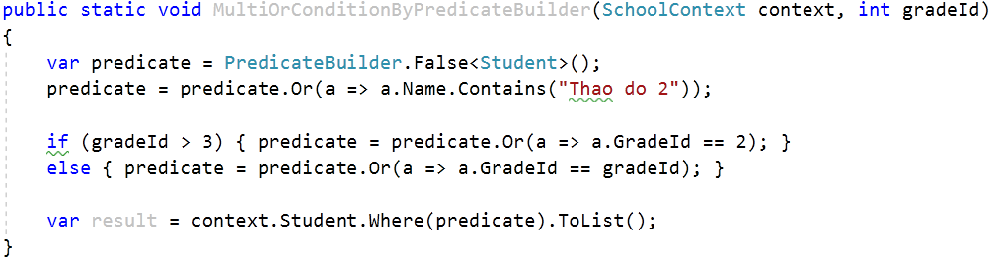 public static void MultiOrConditionByPredicateBuilder(SchoolContext context, int gradeId)
{
    var predicate = PredicateBuilder.False<Student>();
    predicate = predicate.Or(a => a.Name.Contains("Thao do 2"));

    if (gradeId > 3) { predicate = predicate.Or(a => a.GradeId == 2); }
    else { predicate = predicate.Or(a => a.GradeId == gradeId); }

    var result = context.Student.Where(predicate).ToList();
}